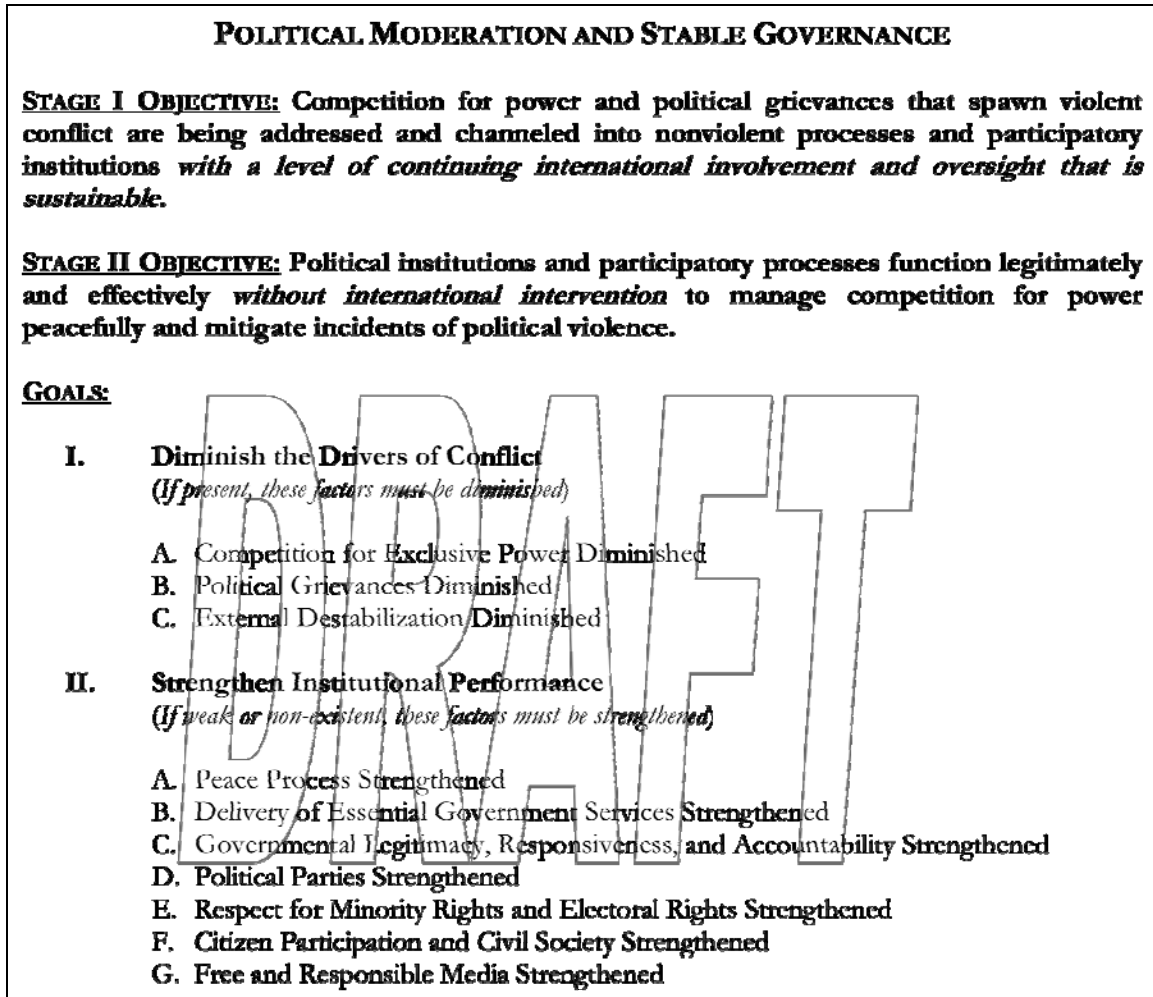 POLITICAL MODERATION AND STABLE GOVERNANCE
STAGE I OBJECTIVE: Competition for power and political grievances that spawn violent
conflict are being addressed and channeled into nonviolent processes and participatory
institutions with a level of continuing international involvement and oversight that is
sustainable.
STAGE II OBJECTIVE: Political institutions and participatory processes function legitimately
and effectively without international intervention to manage competition for power
peacefully and mitigate incidents of political violence.
GOALS:
DRAFT
I. Diminish the Drivers of Conflict
(If present, these factors must be diminished)
A. Competition for Exclusive Power Diminished
B. Political Grievances Diminished
C. External Destabilization Diminished
II. Strengthen Institutional Performance
(If weak or non-existent, these factors must be strengthened)
A. Peace Process Strengthened
B. Delivery of Essential Government Services Strengthened
C. Governmental Legitimacy, Responsiveness, and Accountability Strengthened
D. Political Parties Strengthened
E. Respect for Minority Rights and Electoral Rights Strengthened
F. Citizen Participation and Civil Society Strengthened
G. Free and Responsible Media Strengthened